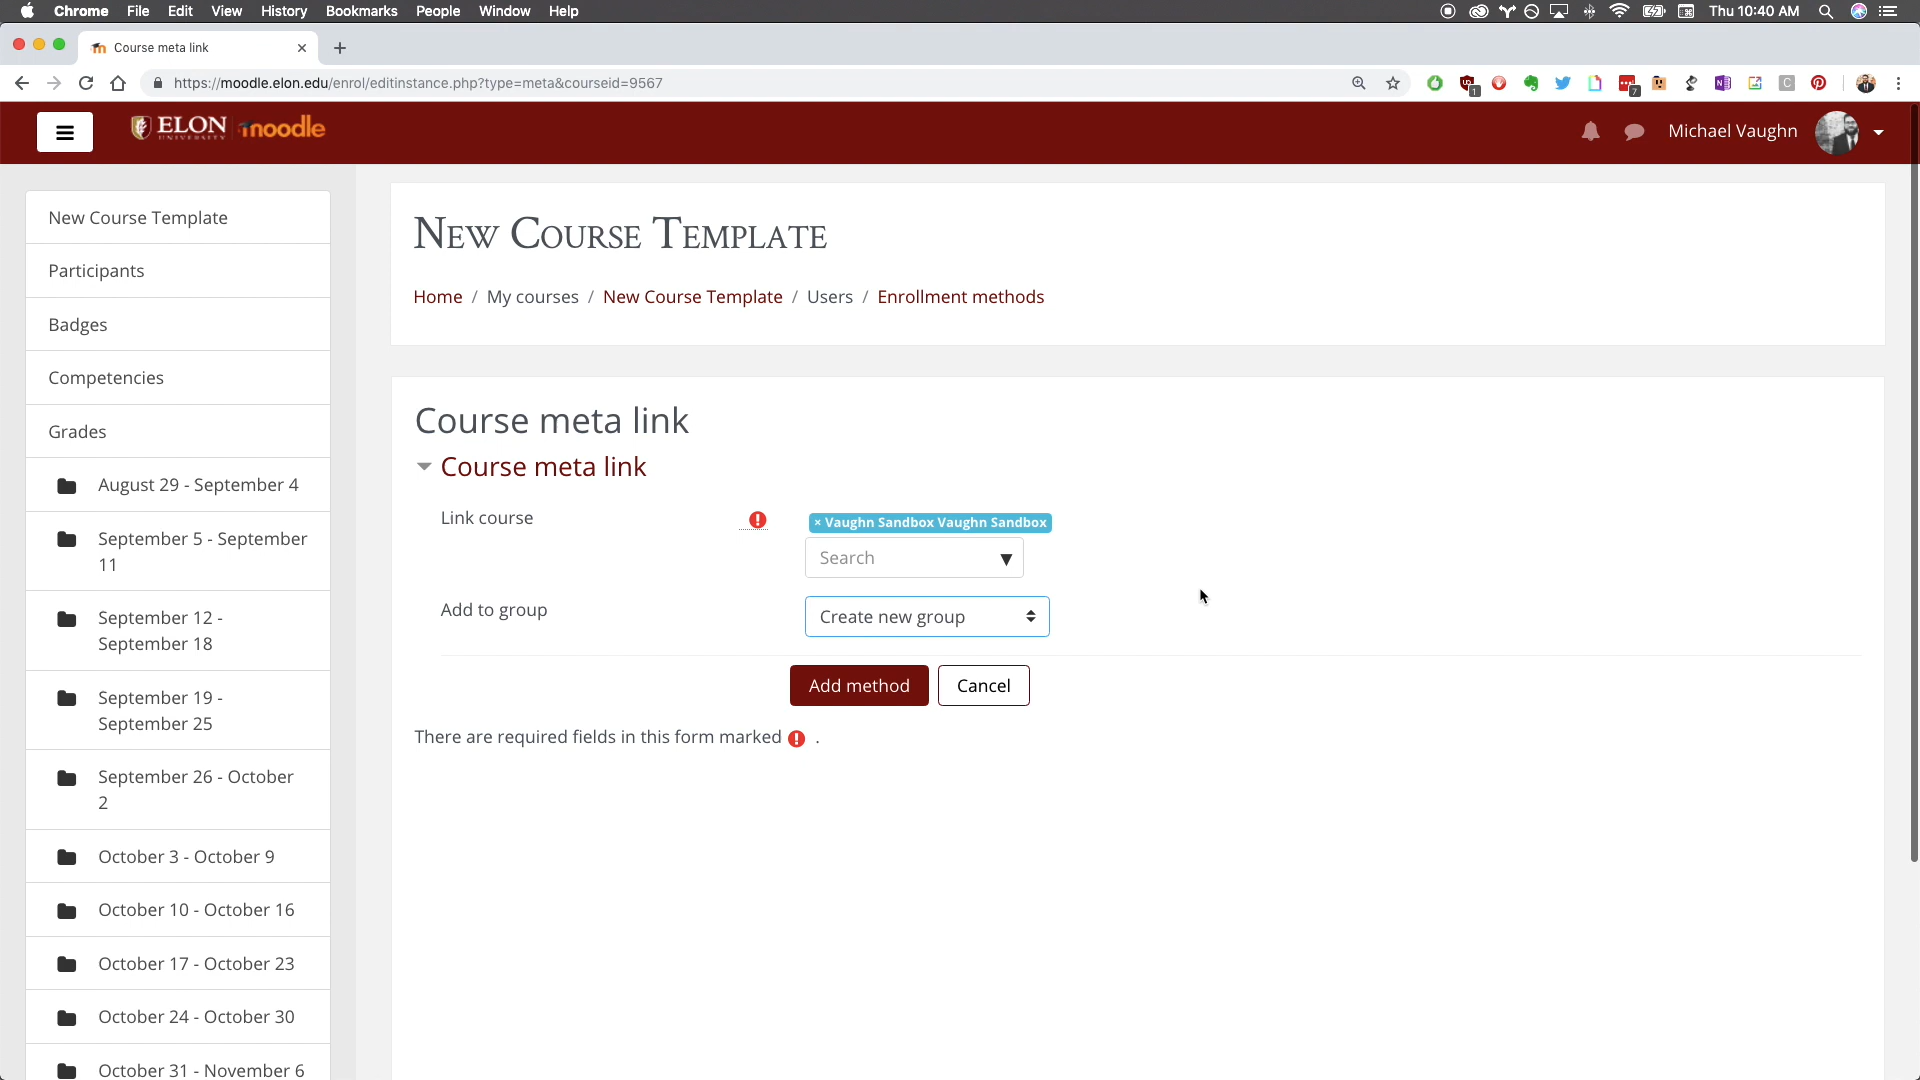 Chrome File Edit View History Bookmarks People Window Help Thu 10:40 AM
Course meta link
https://moodle.elon.edu/enrol/editinstance.php?type=meta&courseid=9567
1
7
C
ELON moodle
UNIVERSITY
Michael Vaughn
New Course Template
Participants
Badges
Competencies
Grades
August 29 - September 4
September 5 - September
11
September 12 -
September 18
September 19 -
September 25
September 26 - October
2
October 3 - October 9
October 10 - October 16
October 17 - October 23
October 24 - October 30
October 31 - November 6
New Course Template
Home / My courses / New Course Template / Users / Enrollment methods
Course meta link
Course meta link
Link course
× Vaughn Sandbox Vaughn Sandbox
Search
Add to group
Create new group
Add method
Cancel
There are required fields in this form marked .